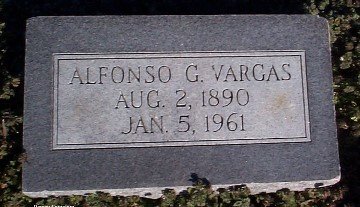 ALFONSO G. VARGAS
AUG. 2, 1890
JAN. 5, 1961